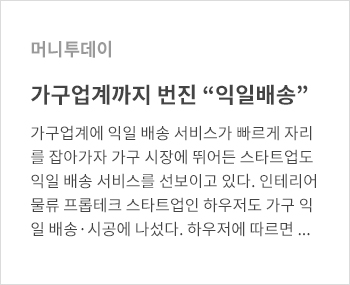 머니투데이
가구업계까지 번진 “익일배송”
가구업계에 익일 배송 서비스가 빠르게 자리
를 잡아가자 가구 시장에 뛰어든 스타트업도
익일 배송 서비스를 선보이고 있다. 인테리어
물류 프롭테크 스타트업인 하우저도 가구 익
일 배송·시공에 나섰다. 하우저에 따르면 ...